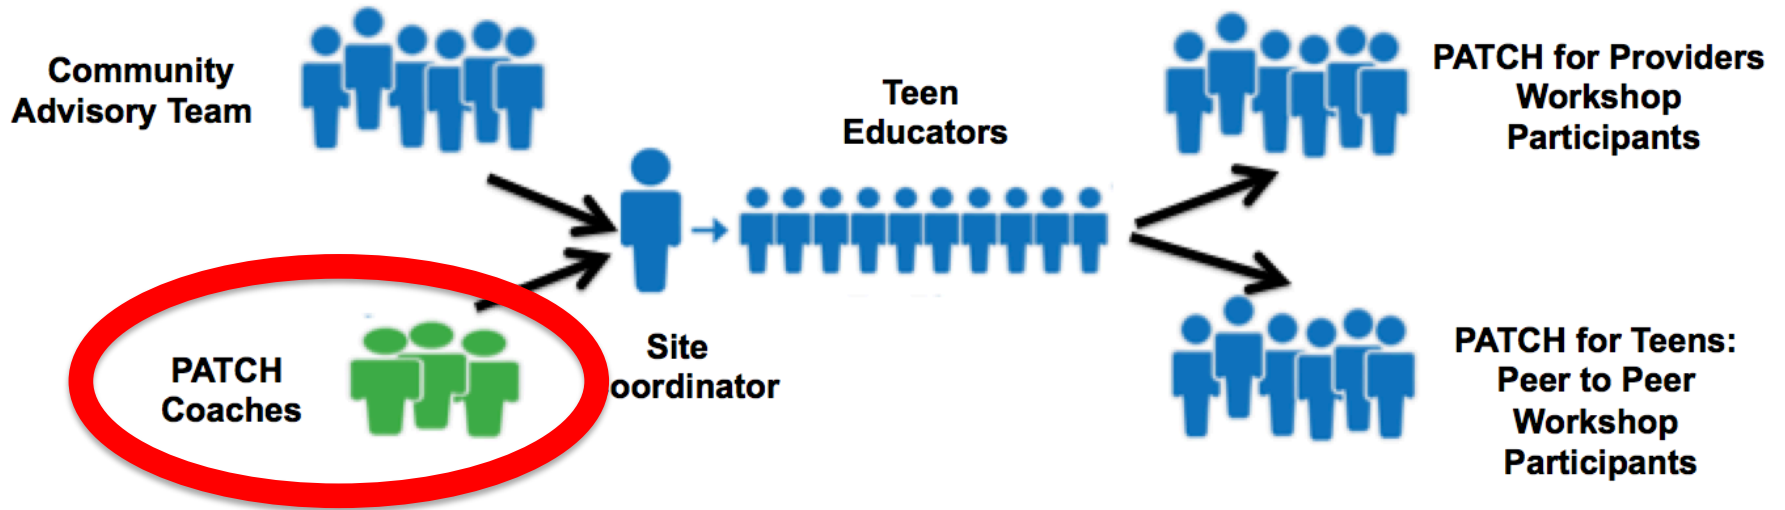 Community
Advisory Team
Teen
Educators
PATCH for Providers
Workshop
Participants
PATCH
Coaches
Site
oordinator
PATCH for Teens:
Peer to Peer
Workshop
Participants